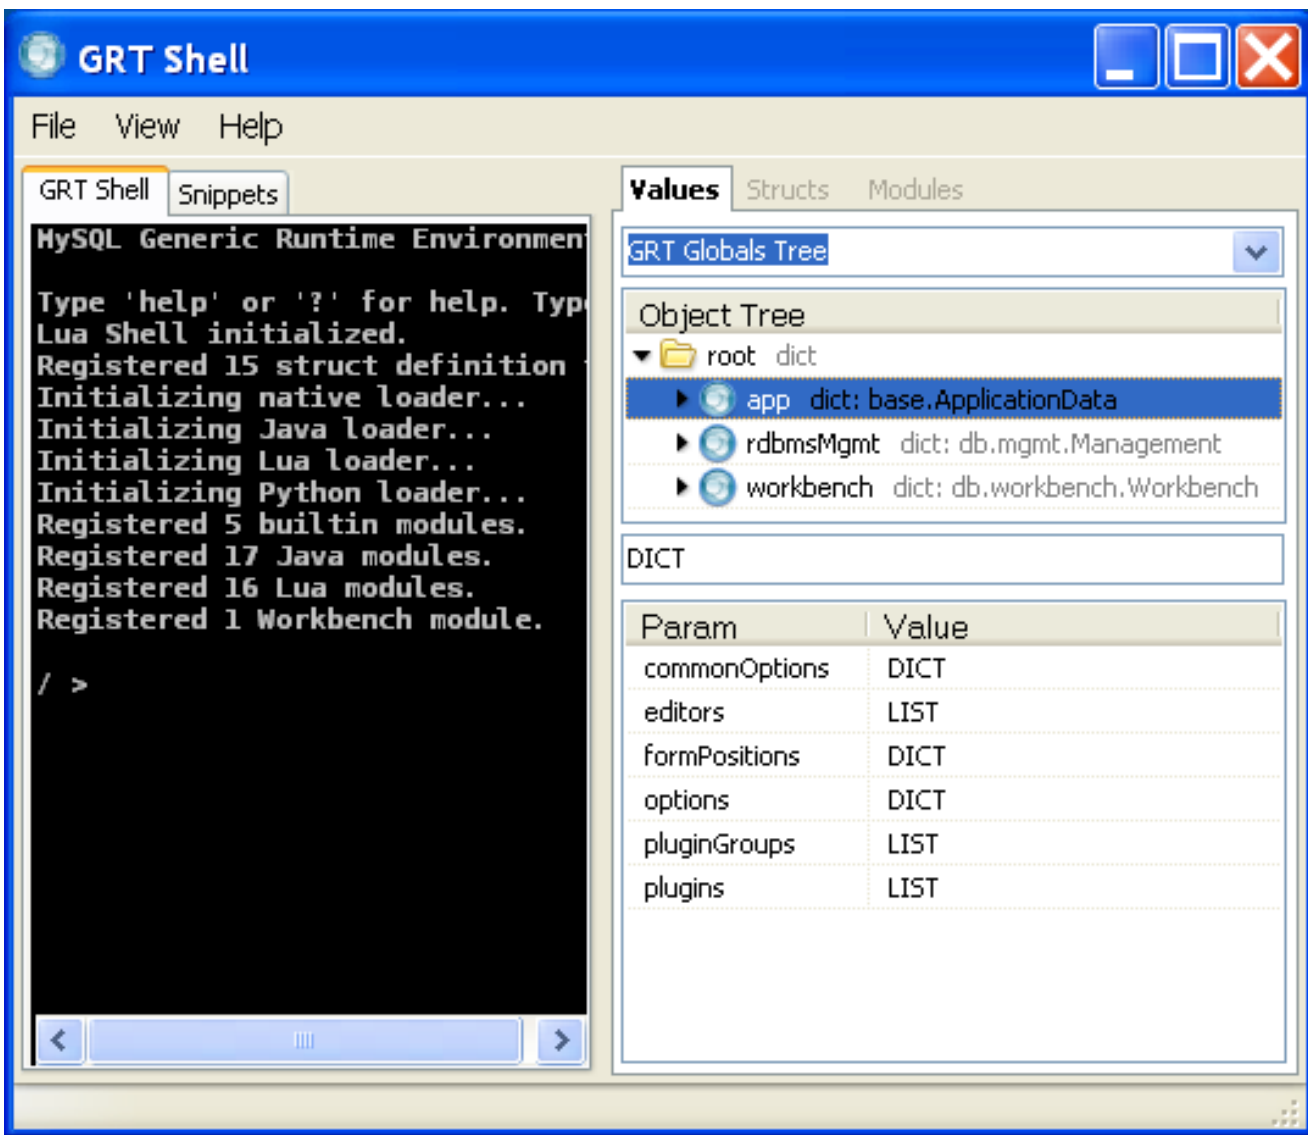 GRT Shell
File View Help
GRT Shell Snippets
MySQL Generic Runtime Environmen
Type 'help' or '?' for help. Typ
Lua Shell initialized.
Registered 15 struct definition
Initializing native loader...
Initializing Java loader...
Initializing Lua loader...
Initializing Python loader...
Registered 5 builtin modules.
Registered 17 Java modules.
Registered 16 Lua modules.
Registered 1 Workbench module.
/ >
Values Structs Modules
GRT Globals Tree
Object Tree
root dict
app dict: base.ApplicationData
rdbmsMgmt dict: db.mgmt.Management
workbench dict: db.workbench.Workbench
DICT
Param Value
commonOptions DICT
editors LIST
formPositions DICT
options DICT
pluginGroups LIST
plugins LIST